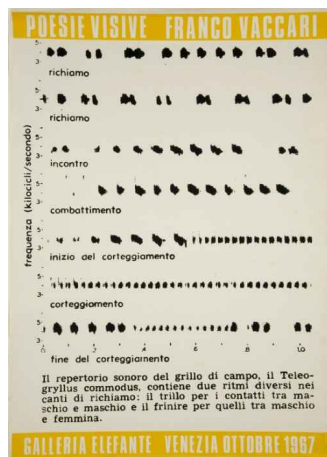 POESIE VISIVE FRANCO VACCARI
richiamo
richiamo
incontro
combattimento
inizio del corteggiamento
corteggiamento
fine del corteggiamento
frequenza (kilocicli/secondo)
Il repertorio sonoro del grillo di campo, il Teleo-
gryllus commodus, contiene due ritmi diversi nei
canti di richiamo: il trillo per i contatti tra ma-
schio e maschio e il frinire per quelli tra maschio
e femmina.
GALLERIA ELEFANTE VENEZIA OTTOBRE 1967